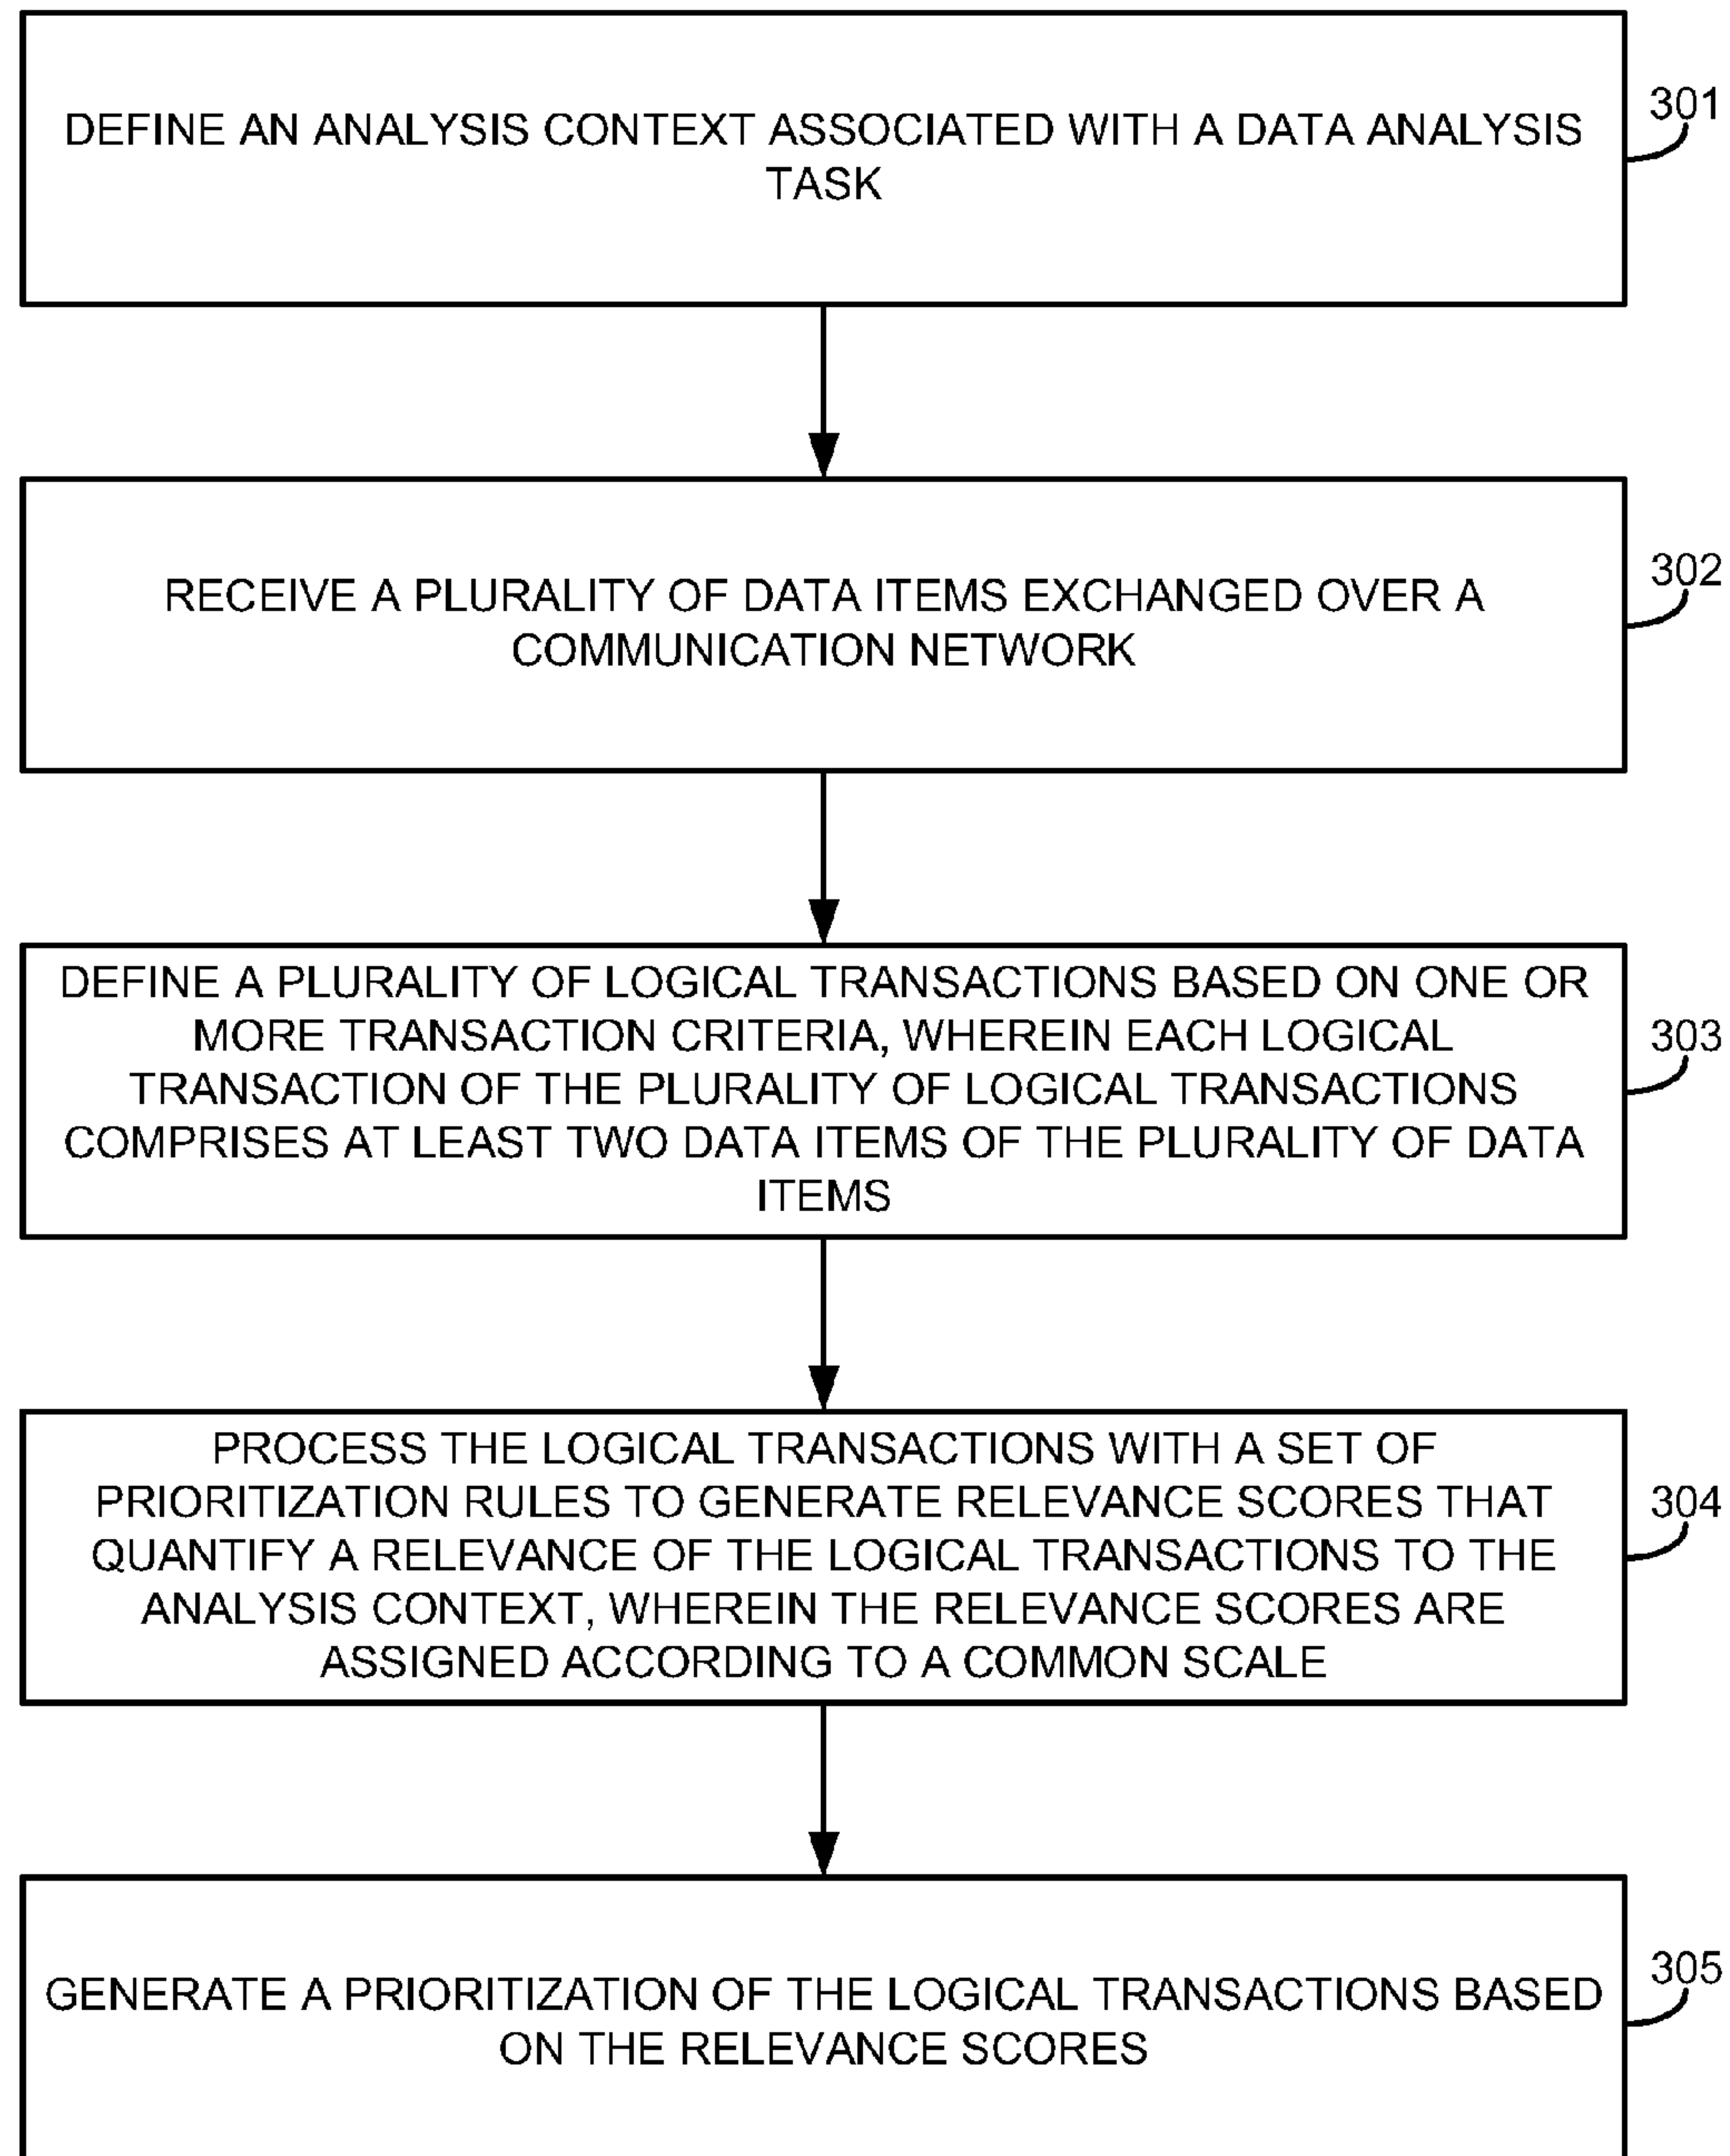 DEFINE AN ANALYSIS CONTEXT ASSOCIATED WITH A DATA ANALYSIS
TASK
301
RECEIVE A PLURALITY OF DATA ITEMS EXCHANGED OVER A
COMMUNICATION NETWORK
302
DEFINE A PLURALITY OF LOGICAL TRANSACTIONS BASED ON ONE OR
MORE TRANSACTION CRITERIA, WHEREIN EACH LOGICAL
TRANSACTION OF THE PLURALITY OF LOGICAL TRANSACTIONS
COMPRISES AT LEAST TWO DATA ITEMS OF THE PLURALITY OF DATA
ITEMS
303
PROCESS THE LOGICAL TRANSACTIONS WITH A SET OF
PRIORITIZATION RULES TO GENERATE RELEVANCE SCORES THAT
QUANTIFY A RELEVANCE OF THE LOGICAL TRANSACTIONS TO THE
ANALYSIS CONTEXT, WHEREIN THE RELEVANCE SCORES ARE
ASSIGNED ACCORDING TO A COMMON SCALE
304
GENERATE A PRIORITIZATION OF THE LOGICAL TRANSACTIONS BASED
ON THE RELEVANCE SCORES
305